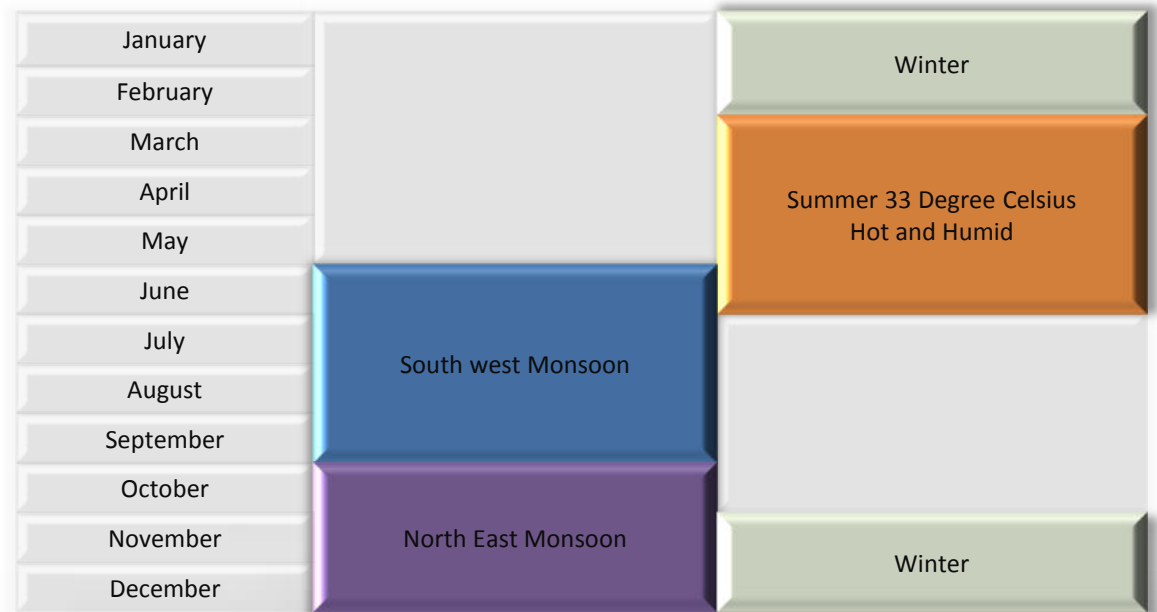 January
Winter
February
March
April
Summer 33 Degree Celsius
Hot and Humid
May
June
July
South west Monsoon
August
September
October
November
North East Monsoon
Winter
December